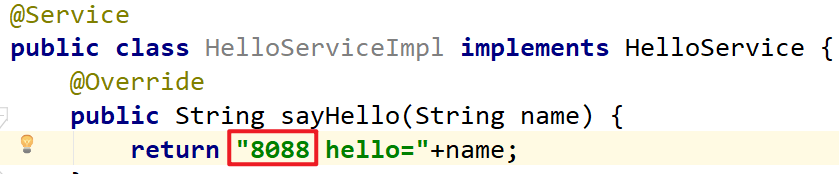 @Service
public class HelloServiceImpl implements HelloService {
@Override
public String sayHello(String name) {
return "8088 hello="+name;